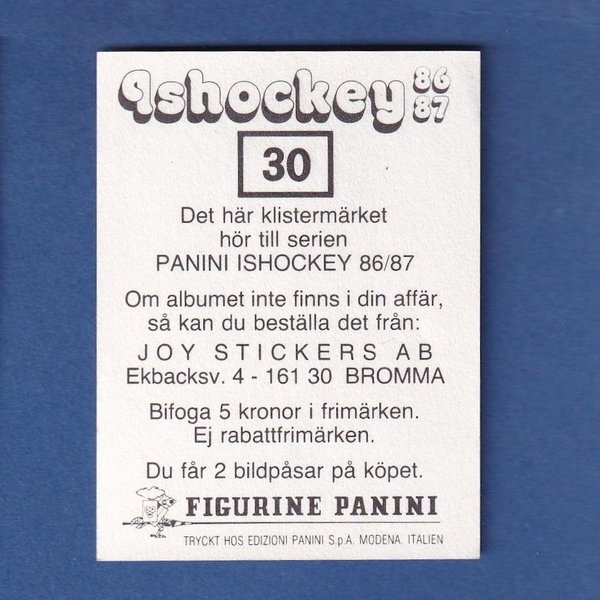 Ishockey 86 87
30
Det här klistermärket
hör till serien
PANINI ISHOCKEY 86/87
Om albumet inte finns i din affär,
så kan du beställa det från:
JOY STICKERS AB
Ekbacksv. 4 - 161 30 BROMMA
Bifoga 5 kronor i frimärken.
Ej rabattfrimärken.
Du får 2 bildpåsar på köpet.
FIGURINE PANINI
TRYCKT HOS EDIZIONI PANINI S.p.A. MODENA. ITALIEN